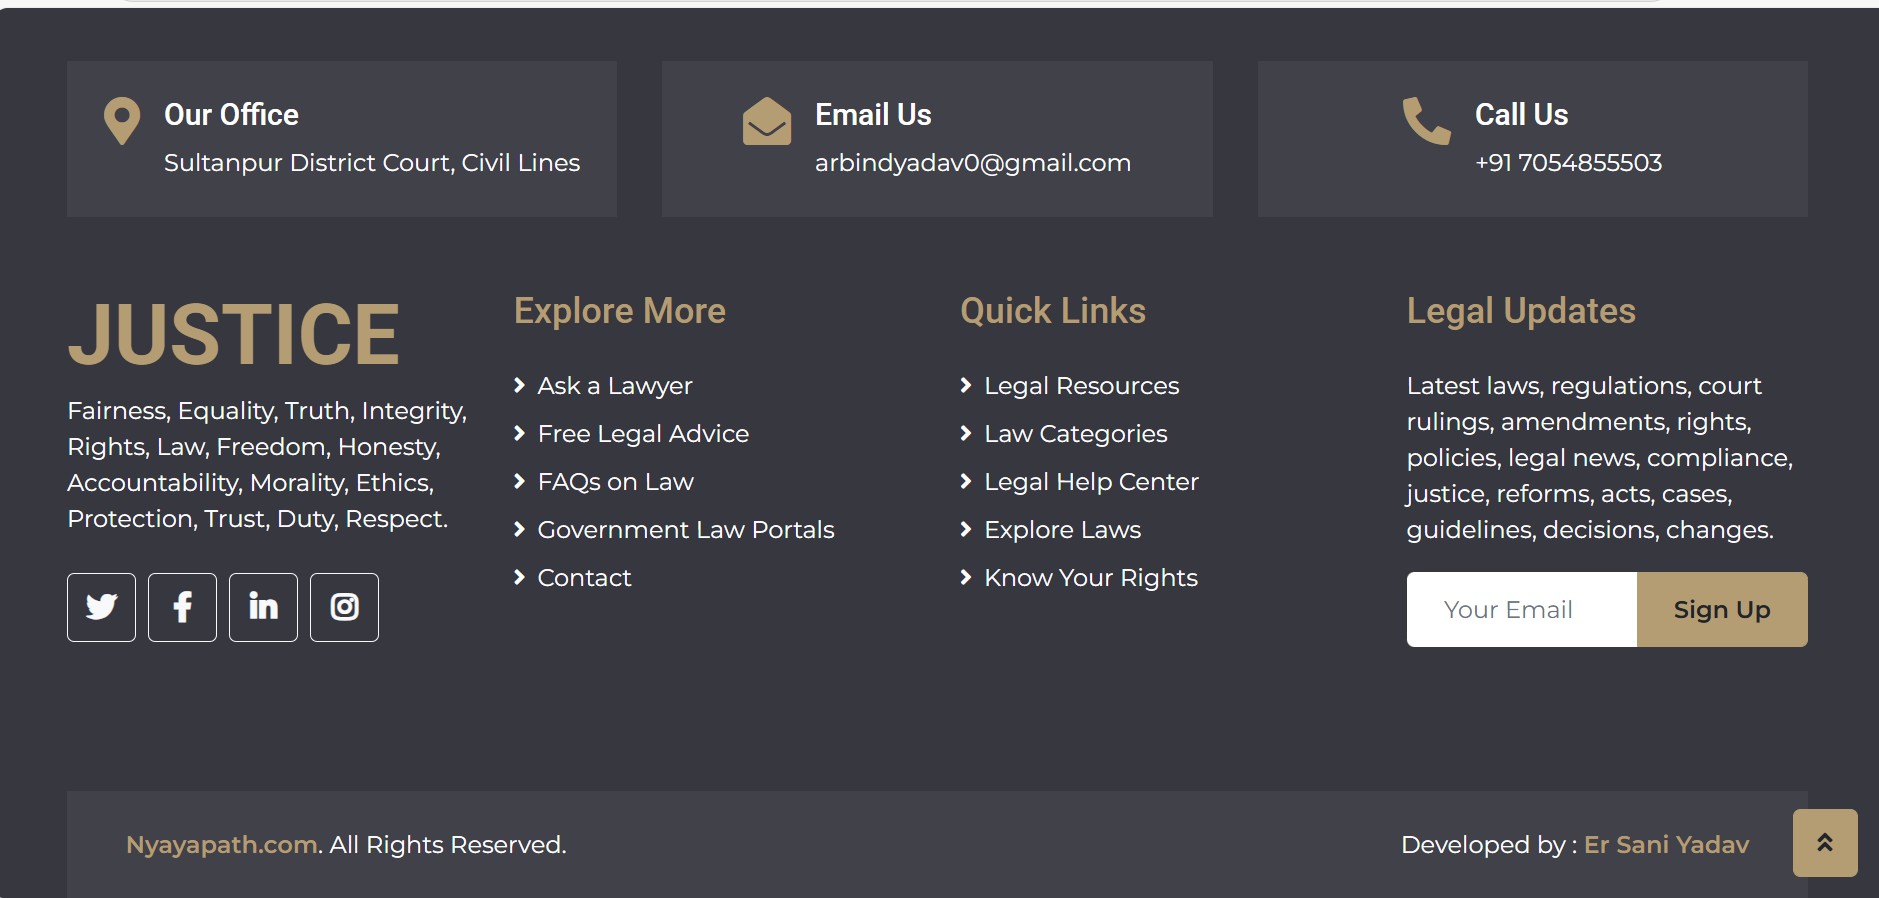 Our Office
Sultanpur District Court, Civil Lines
Email Us
arbindyadav0@gmail.com
Call Us
+91 7054855503
JUSTICE
Fairness, Equality, Truth, Integrity,
Rights, Law, Freedom, Honesty,
Accountability, Morality, Ethics,
Protection, Trust, Duty, Respect.
Explore More
Ask a Lawyer
Free Legal Advice
FAQs on Law
Government Law Portals
Contact
Quick Links
Legal Resources
Law Categories
Legal Help Center
Explore Laws
Know Your Rights
Legal Updates
Latest laws, regulations, court
rulings, amendments, rights,
policies, legal news, compliance,
justice, reforms, acts, cases,
guidelines, decisions, changes.
Your Email
Sign Up
Nyayapath.com. All Rights Reserved.
Developed by : Er Sani Yadav